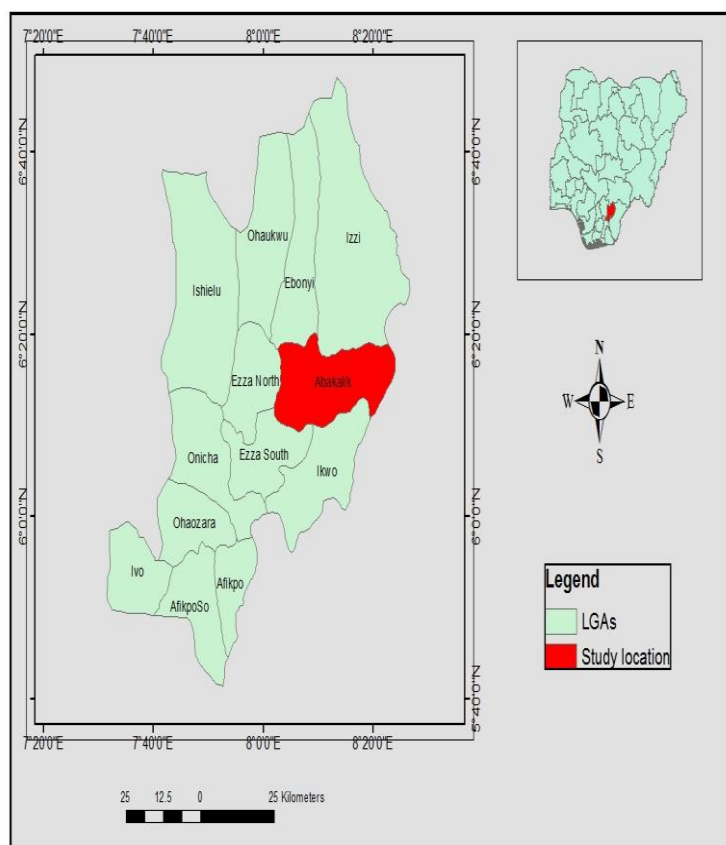 7°20'0"E 7°40'0"E 8°0'0"E 8°20'0"E
6°40'0"N 6°40'0"N
Izzi
Ohaukwu
Ebonyi
Ishielu
6°20'0"N 6°20'0"N
Ezza North
Abakalik
N
W E
S
Onicha
Ezza South
Ikwo
6°0'0"N 6°0'0"N
Ohaozara
Ivo
Afikpo
AfikpoSo
Legend
LGAs
Study location
5°40'0"N 5°40'0"N
7°20'0"E 7°40'0"E 8°0'0"E 8°20'0"E
25 12.5 0 25 Kilometers